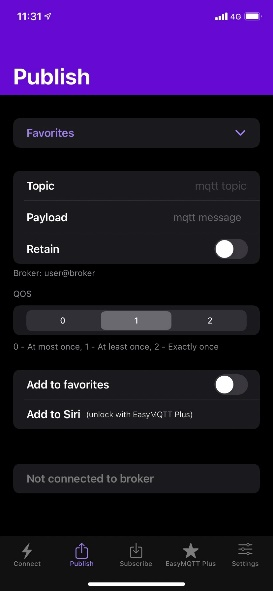 11:31
4G
Publish
Favorites
Topic mqtt topic
Payload mqtt message
Retain
Broker: user@broker
QOS
0 1 2
0 - At most once, 1 - At least once, 2 - Exactly once
Add to favorites
Add to Siri (unlock with EasyMQTT Plus)
Not connected to broker
Connect Publish Subscribe EasyMQTT Plus Settings